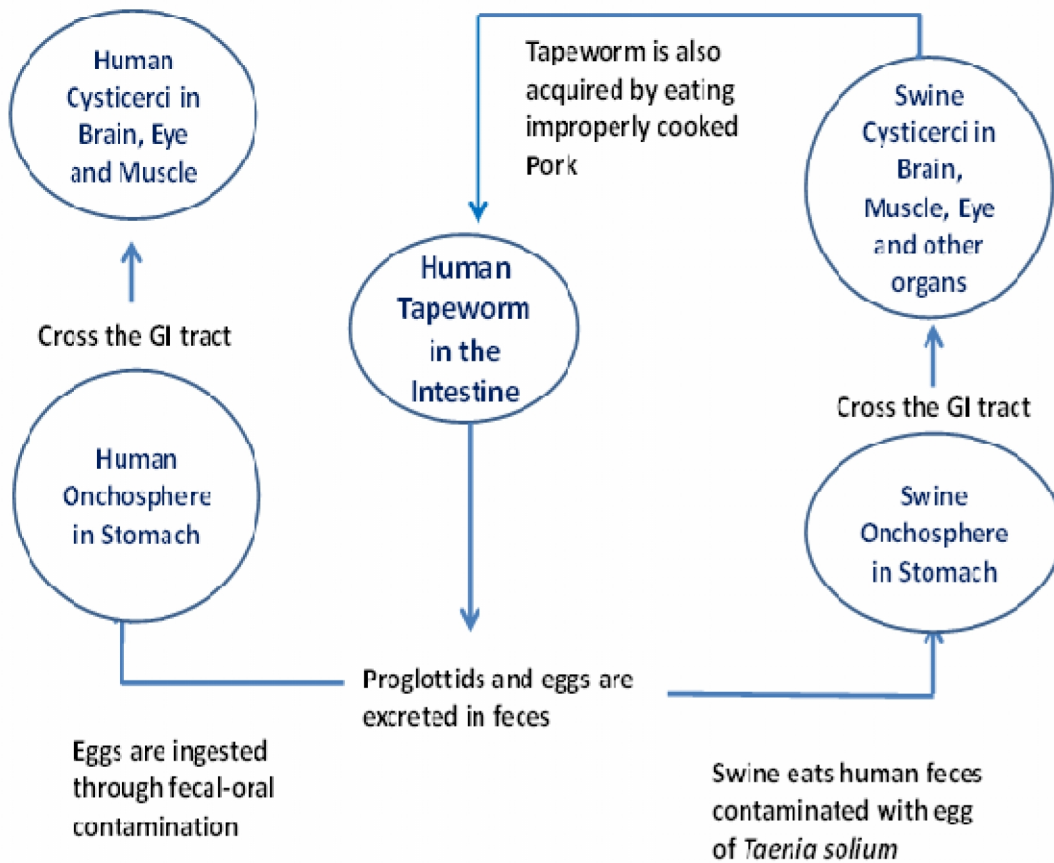 Human
Cysticerci in
Brain, Eye
and Muscle
Cross the GI tract
Human
Onchosphere
in Stomach
Eggs are ingested
through fecal-oral
contamination
Tapeworm is also
acquired by eating
improperly cooked
Pork
Human
Tapeworm
in the
Intestine
Proglottids and eggs are
excreted in feces
Swine
Cysticerci in
Brain,
Muscle, Eye
and other
organs
Cross the GI tract
Swine
Onchosphere
in Stomach
Swine eats human feces
contaminated with egg
of Taenia solium